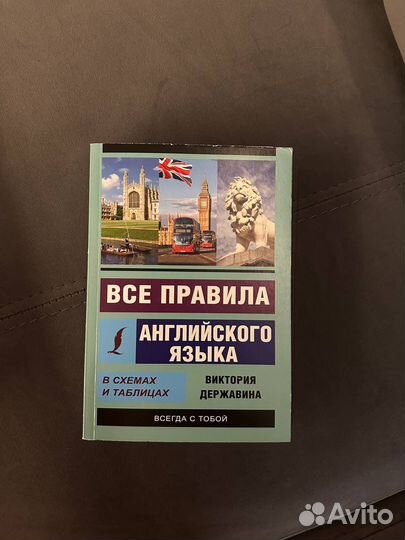 ВСЕ ПРАВИЛА
АНГЛИЙСКОГО
ЯЗЫКА
В СХЕМАХ
И ТАБЛИЦАХ
ВИКТОРИЯ
ДЕРЖАВИНА
ВСЕГДА С ТОБОЙ
Avito